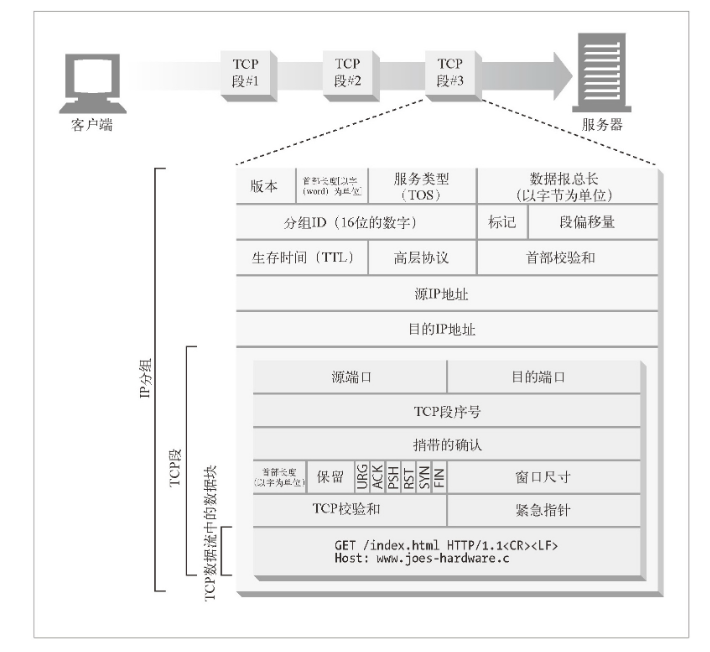 TCP
段#1
TCP
段#2
TCP
段#3
客户端
服务器
版本
首部长度[以字
(word)为单位]
服务类型
(TOS)
数据报总长
(以字节为单位)
分组ID(16位的数字)
标记
段偏移量
生存时间(TTL)
高层协议
首部校验和
源IP地址
目的IP地址
IP分组
TCP段
TCP数据流中的数据块
源端口
目的端口
TCP段序号
捎带的确认
首部长度
(以字为单位)
保留
URG
ACK
PSH
RST
SYN
FIN
窗口尺寸
TCP校验和
紧急指针
GET /index.html HTTP/1.1<CR><LF>
Host: www.joes-hardware.c